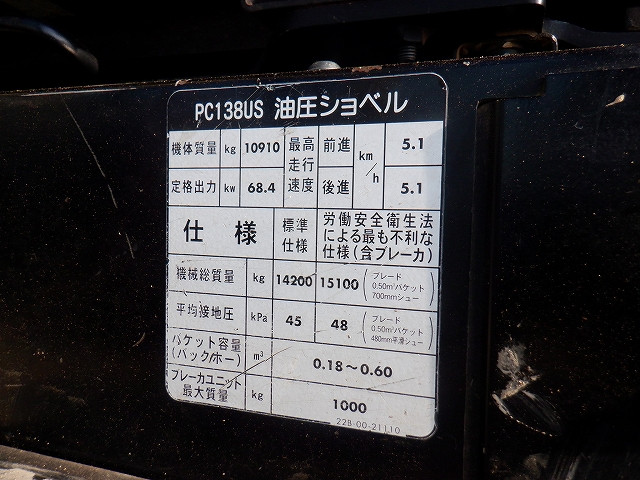 PC138US 油圧ショベル
機体質量 kg 10910 最高走行速度 前進 km/h 5.1
定格出力 kw 68.4 後進 5.1
仕様 標準仕様 労働安全衛生法による最も不利な仕様(含ブレーカ)
機械総質量 kg 14200 15100 (ブレード 0.50m³バケット 700mmシュー)
平均接地圧 kPa 45 48 (ブレード 0.50m³バケット 480mm平滑シュー)
バケット容量(バックホー) m³ 0.18~0.60
ブレーカユニット最大質量 kg 1000
22B-00-21110